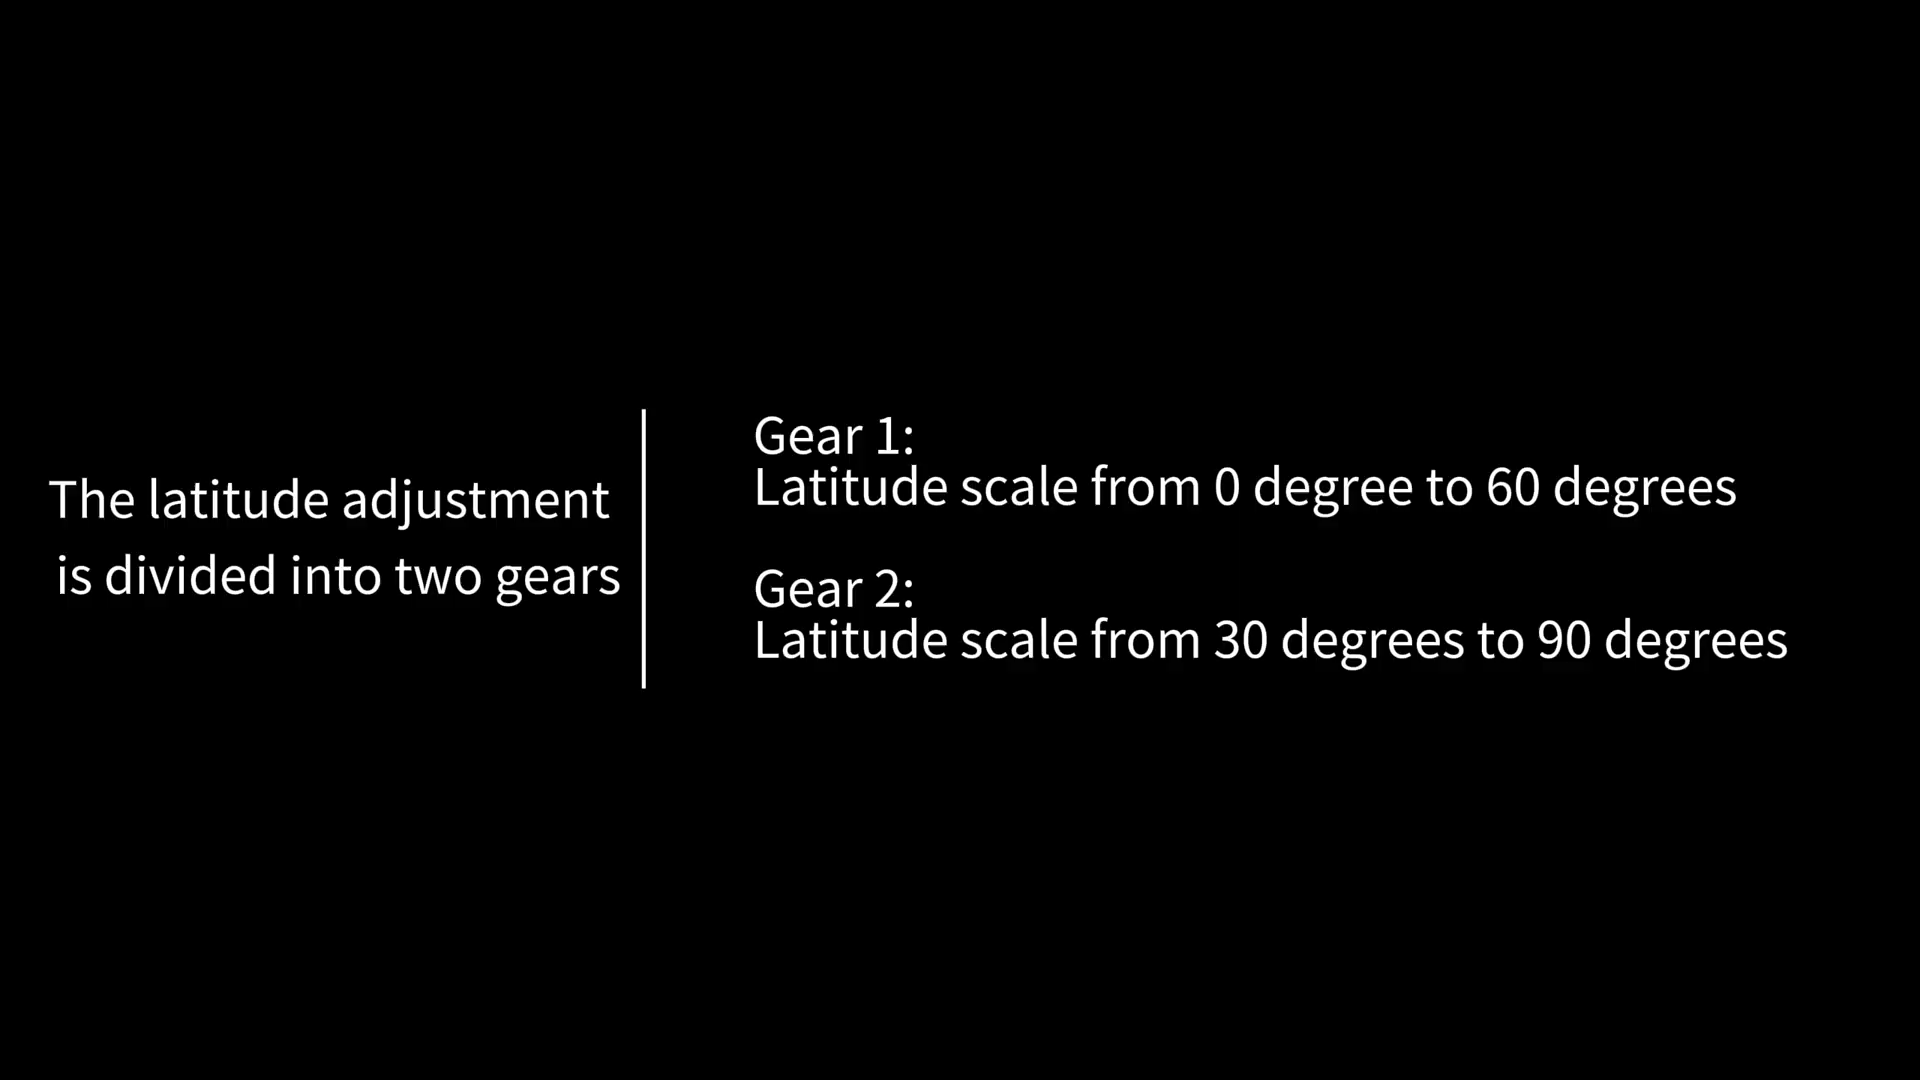 The latitude adjustment
is divided into two gears
Gear 1:
Latitude scale from 0 degree to 60 degrees
Gear 2:
Latitude scale from 30 degrees to 90 degrees